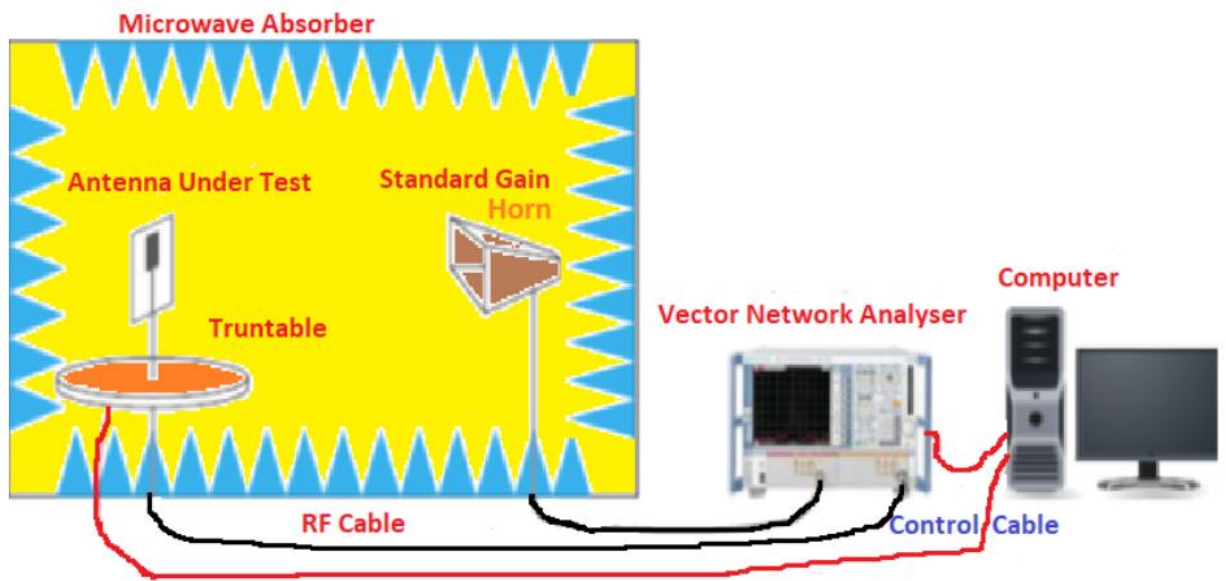 Microwave Absorber
Antenna Under Test
Standard Gain
Horn
Truntable
Computer
Vector Network Analyser
RF Cable
Control Cable